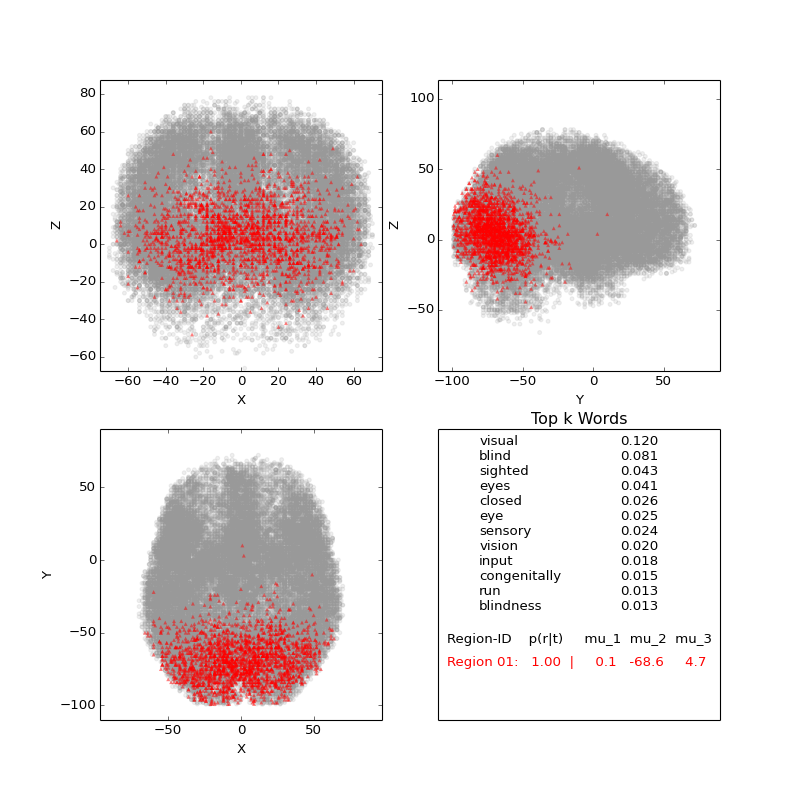 80
60
40
20
0
−20
−40
−60
Z
−60 −40 −20 0 20 40 60
X
100
50
0
−50
Z
−100 −50 0 50
Y
50
0
−50
−100
Y
−50 0 50
X
Top k Words
visual 0.120
blind 0.081
sighted 0.043
eyes 0.041
closed 0.026
eye 0.025
sensory 0.024
vision 0.020
input 0.018
congenitally 0.015
run 0.013
blindness 0.013
Region-ID p(r|t) mu_1 mu_2 mu_3
Region 01: 1.00 | 0.1 -68.6 4.7